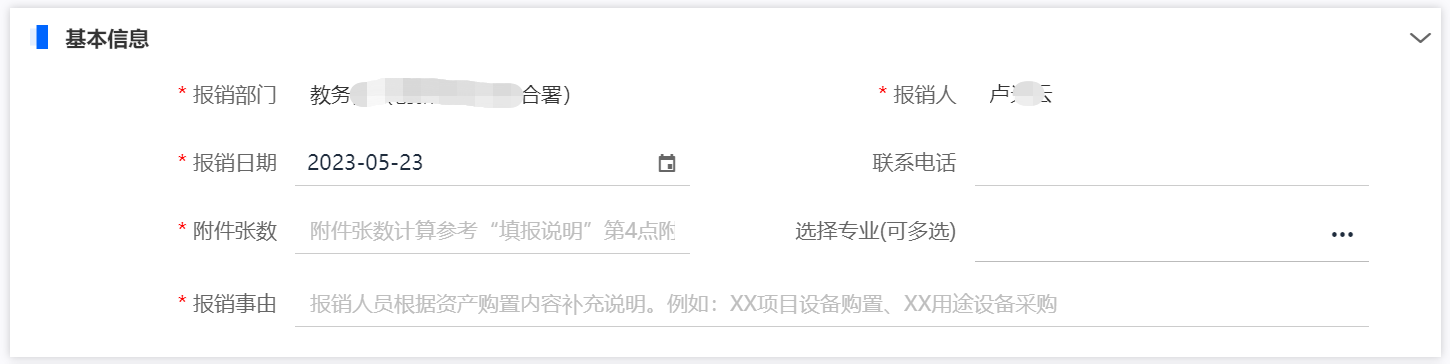 基本信息
* 报销部门 教务 合署）
* 报销人 卢 云
* 报销日期 2023-05-23
联系电话
* 附件张数 附件张数计算参考“填报说明”第4点附
选择专业(可多选) •••
* 报销事由 报销人员根据资产购置内容补充说明。例如：XX项目设备购置、XX用途设备采购